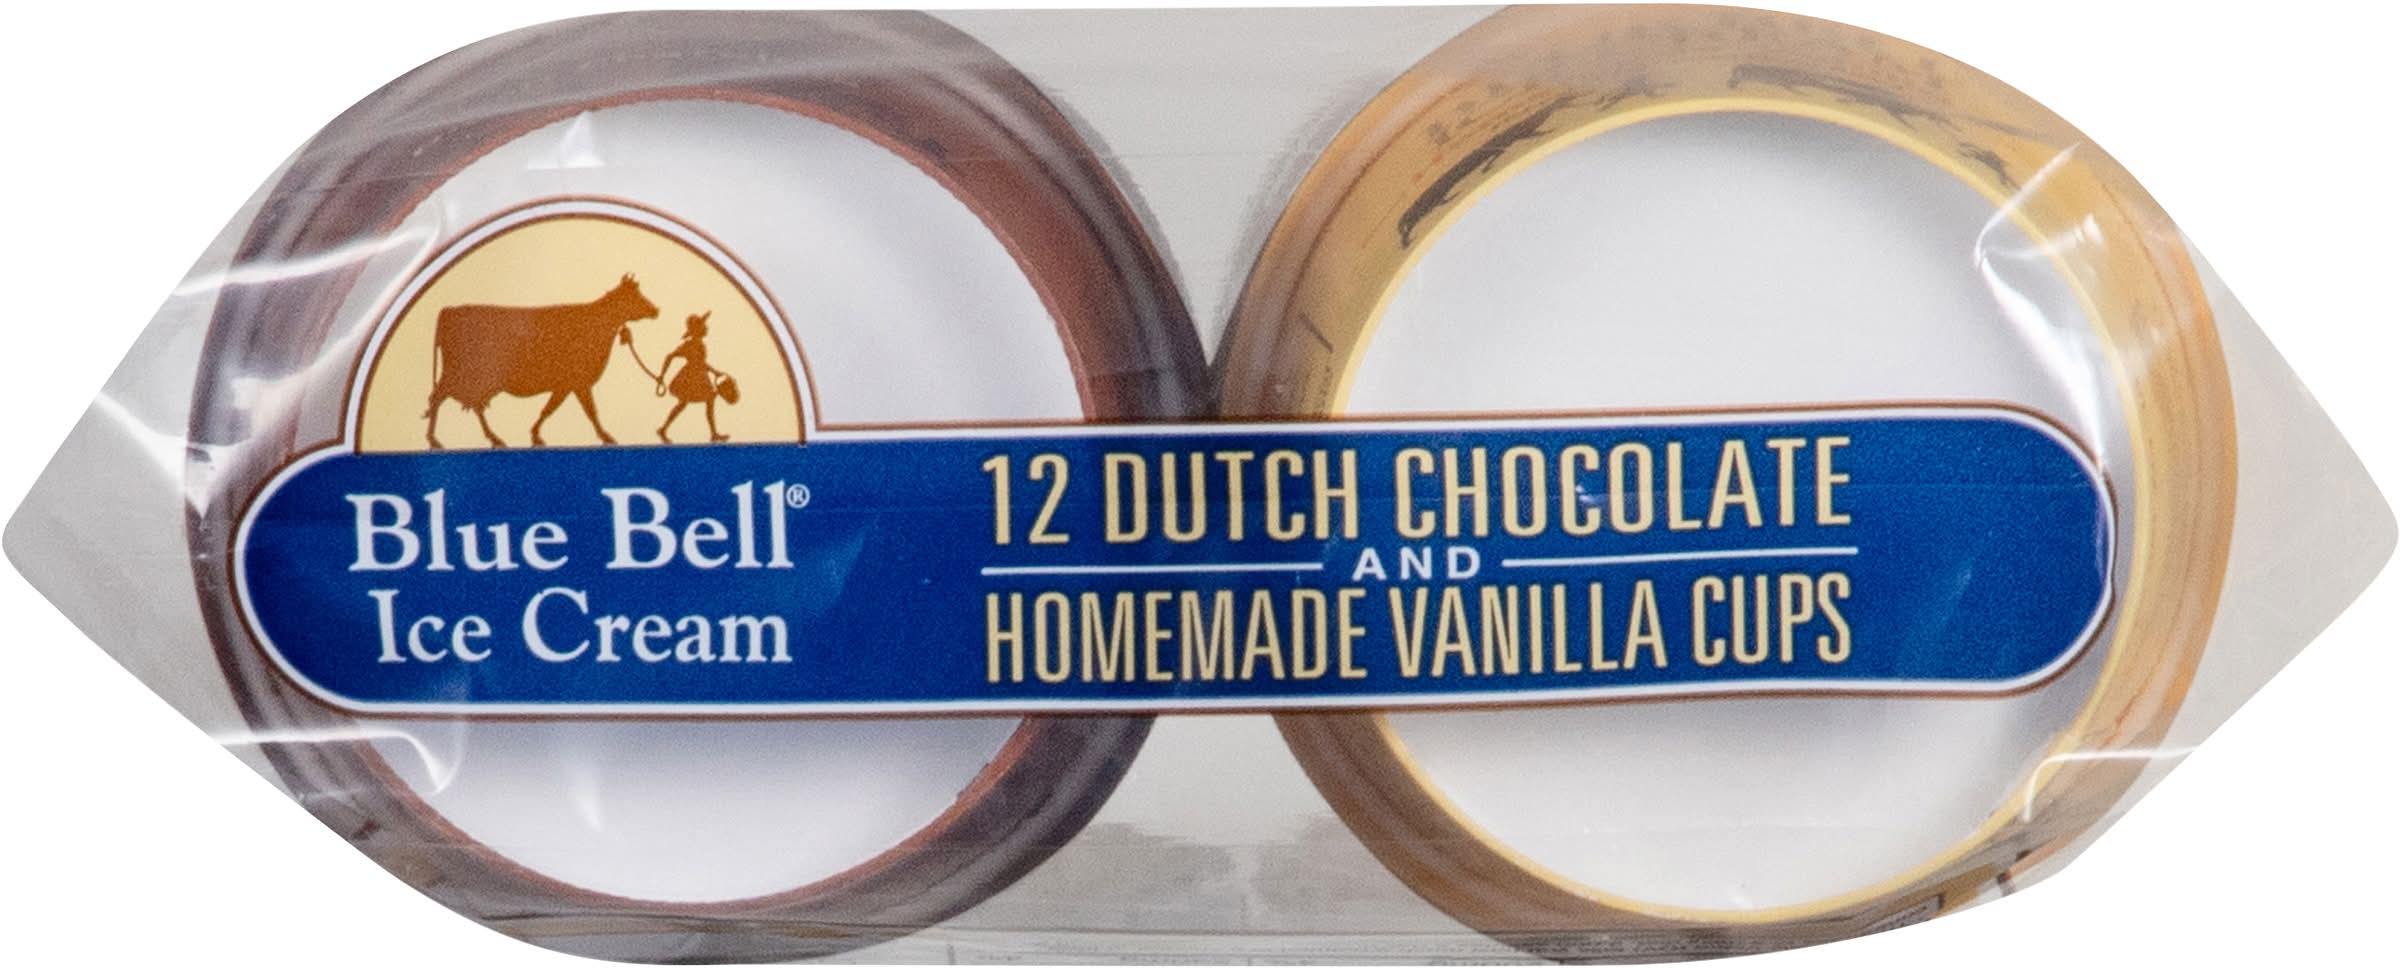 Blue Bell®
Ice Cream
12 DUTCH CHOCOLATE
AND
HOMEMADE VANILLA CUPS